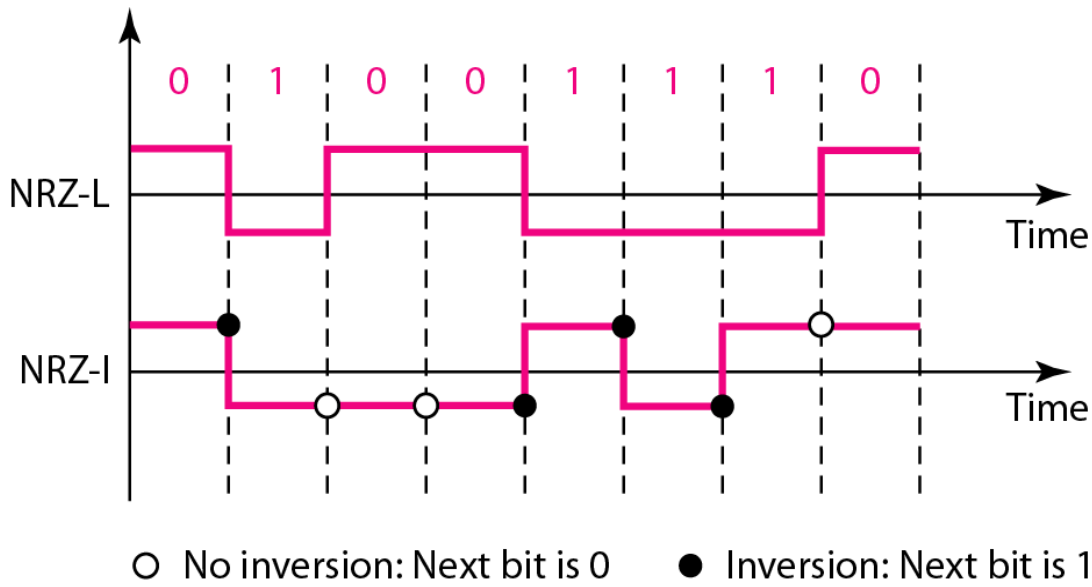 0 1 0 0 1 1 1 0
NRZ-L
Time
NRZ-I
Time
No inversion: Next bit is 0 Inversion: Next bit is 1